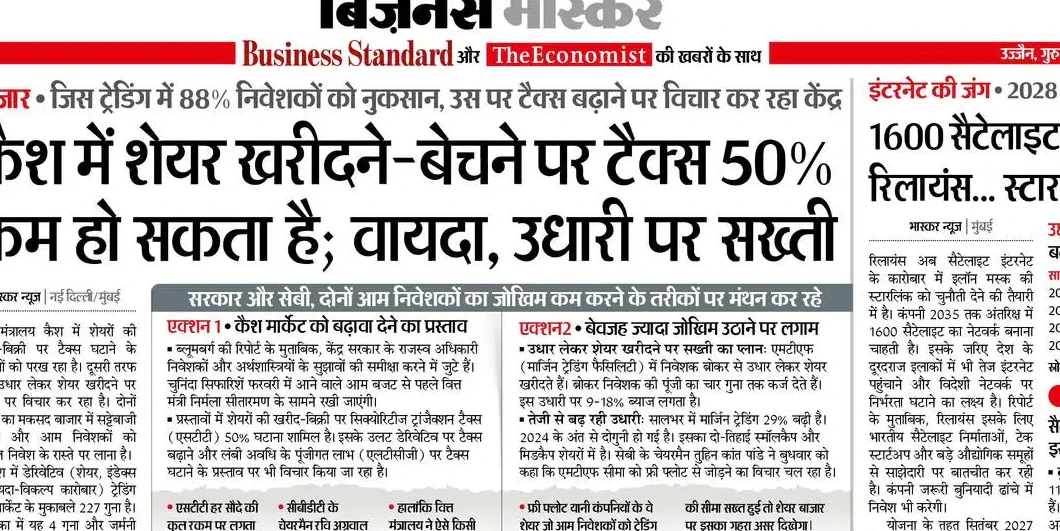 बिज़नेस भास्कर
Business Standard और The Economist की खबरों के साथ
उज्जैन, गुरु
• जिस ट्रेडिंग में 88% निवेशकों को नुकसान, उस पर टैक्स बढ़ाने पर विचार कर रहा केंद्र
कैश में शेयर खरीदने-बेचने पर टैक्स 50%
कम हो सकता है; वायदा, उधारी पर सख्ती
भास्कर न्यूज | नई दिल्ली/मुंबई
मंत्रालय कैश में शेयरों की
-बिक्री पर टैक्स घटाने के
को परख रहा है। दूसरी तरफ
उधार लेकर शेयर खरीदने पर
पर विचार कर रहा है। दोनों
का मकसद बाजार में सट्टेबाजी
और आम निवेशकों को
निवेश के रास्ते पर लाना है।
में डेरिवेटिव (शेयर, इंडेक्स
यदा-विकल्प कारोबार) ट्रेडिंग
मार्केट के मुकाबले 227 गुना है।
का में यह 4 गुना और जर्मनी
सरकार और सेबी, दोनों आम निवेशकों का जोखिम कम करने के तरीकों पर मंथन कर रहे
एक्शन 1 • कैश मार्केट को बढ़ावा देने का प्रस्ताव
▪ ब्लूमबर्ग की रिपोर्ट के मुताबिक, केंद्र सरकार के राजस्व अधिकारी
निवेशकों और अर्थशास्त्रियों के सुझावों की समीक्षा करने में जुटे हैं।
चुनिंदा सिफारिशें फरवरी में आने वाले आम बजट से पहले वित्त
मंत्री निर्मला सीतारमण के सामने रखी जाएंगी।
▪ प्रस्तावों में शेयरों की खरीद-बिक्री पर सिक्योरिटीज ट्रांजैक्शन टैक्स
(एसटीटी) 50% घटाना शामिल है। इसके उलट डेरिवेटिव पर टैक्स
बढ़ाने और लंबी अवधि के पूंजीगत लाभ (एलटीसीजी) पर टैक्स
घटाने के प्रस्ताव पर भी विचार किया जा रहा है।
• एसटीटी हर सौदे की
कुल रकम पर लगता
• सीबीडीटी के
चेयरमैन रवि अग्रवाल
• हालांकि वित्त
मंत्रालय ने ऐसे किसी
एक्शन2 • बेवजह ज्यादा जोखिम उठाने पर लगाम
▪ उधार लेकर शेयर खरीदने पर सख्ती का प्लानः एमटीएफ
(मार्जिन ट्रेडिंग फैसिलिटी) में निवेशक ब्रोकर से उधार लेकर शेयर
खरीदते हैं। ब्रोकर निवेशक की पूंजी का चार गुना तक कर्ज देते हैं।
इस उधारी पर 9-18% ब्याज लगता है।
▪ तेजी से बढ़ रही उधारी: सालभर में मार्जिन ट्रेडिंग 29% बढ़ी है।
2024 के अंत से दोगुनी हो गई है। इसका दो-तिहाई स्मॉलकैप और
मिडकैप शेयरों में है। सेबी के चेयरमैन तुहिन कांत पांडे ने बुधवार को
कहा कि एमटीएफ सीमा को फ्री फ्लोट से जोड़ने का विचार चल रहा है।
• फ्री फ्लोट यानी कंपनियों के वे
शेयर जो आम निवेशकों को ट्रेडिंग
की सीमा सख्त हुई तो शेयर बाजार
पर इसका गहरा असर दिखेगा।
इंटरनेट की जंग • 2028
1600 सैटेलाइट
रिलायंस... स्टार
भास्कर न्यूज | मुंबई
रिलायंस अब सैटेलाइट इंटरनेट
के कारोबार में इलॉन मस्क की
स्टारलिंक को चुनौती देने की तैयारी
में है। कंपनी 2035 तक अंतरिक्ष में
1600 सैटेलाइट का नेटवर्क बनाना
चाहती है। इसके जरिए देश के
दूरदराज इलाकों में भी तेज इंटरनेट
पहुंचाने और विदेशी नेटवर्क पर
निर्भरता घटाने का लक्ष्य है। रिपोर्ट
के मुताबिक, रिलायंस इसके लिए
भारतीय सैटेलाइट निर्माताओं, टेक
स्टार्टअप और बड़े औद्योगिक समूहों
से साझेदारी पर बातचीत कर रही
है। कंपनी जरूरी बुनियादी ढांचे में
निवेश भी करेगी।
योजना के तहत सितंबर 2027